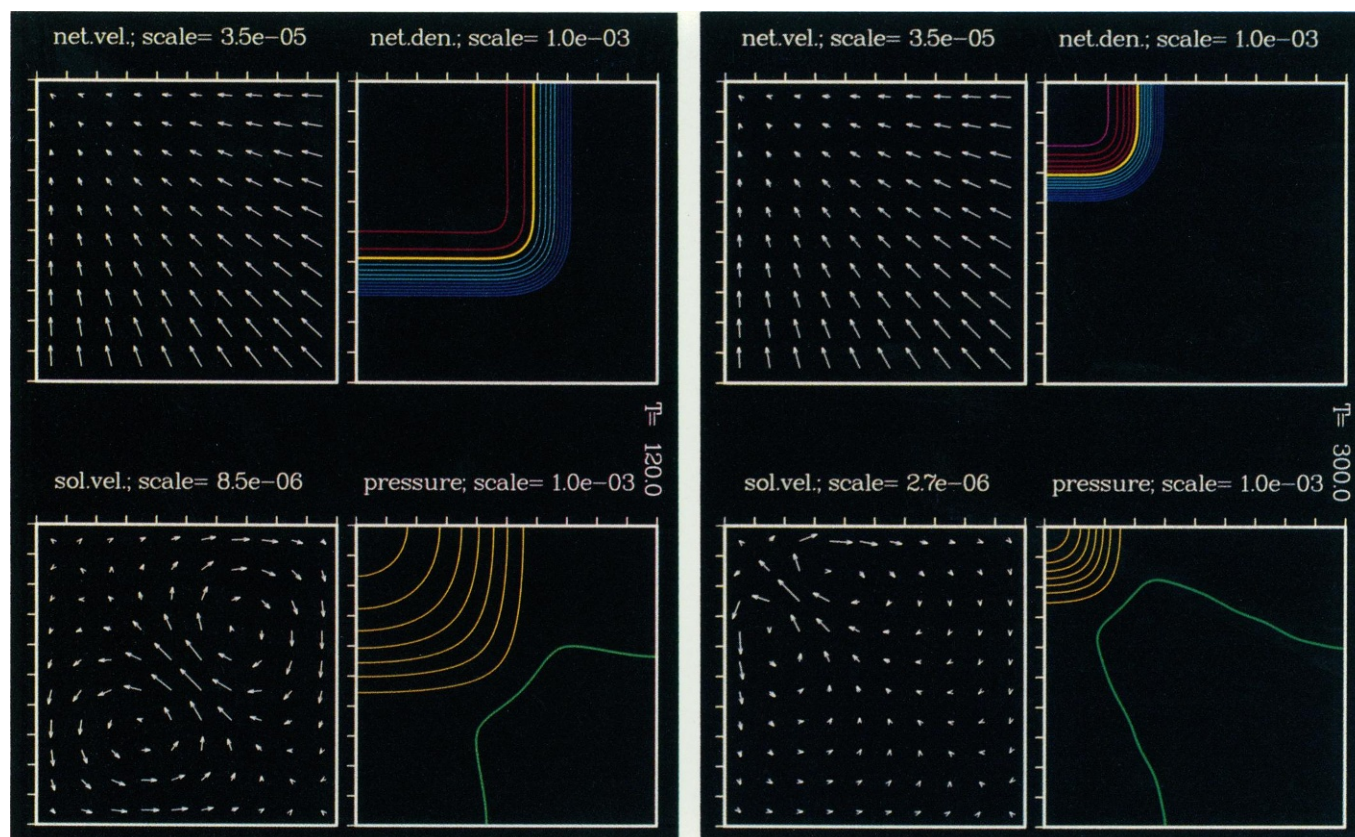 net.vel.; scale= 3.5e−05
net.den.; scale= 1.0e−03
T= 120.0
sol.vel.; scale= 8.5e−06
pressure; scale= 1.0e−03
net.vel.; scale= 3.5e−05
net.den.; scale= 1.0e−03
T= 300.0
sol.vel.; scale= 2.7e−06
pressure; scale= 1.0e−03